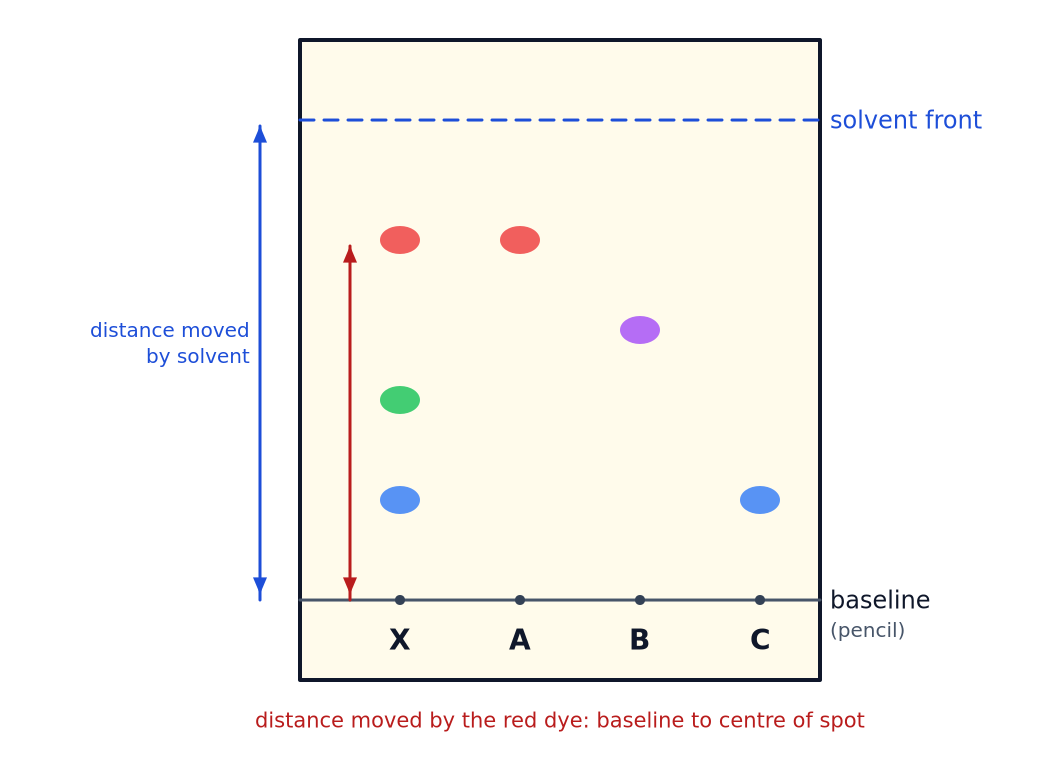 solvent front
distance moved
by solvent
baseline
(pencil)
X A B C
distance moved by the red dye: baseline to centre of spot